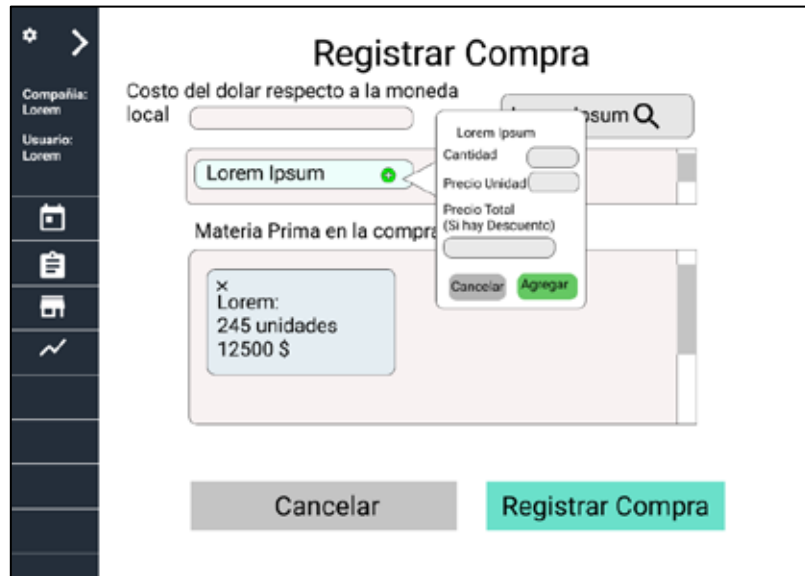 Registrar Compra
Compañia:
Lorem
Usuario:
Lorem
Costo del dolar respecto a la moneda
local
Lorem Ipsum
Lorem Ipsum
Cantidad
Precio Unidad
Precio Total
(Si hay Descuento)
Cancelar
Agregar
Materia Prima en la compra
×
Lorem:
245 unidades
12500 $
Cancelar
Registrar Compra